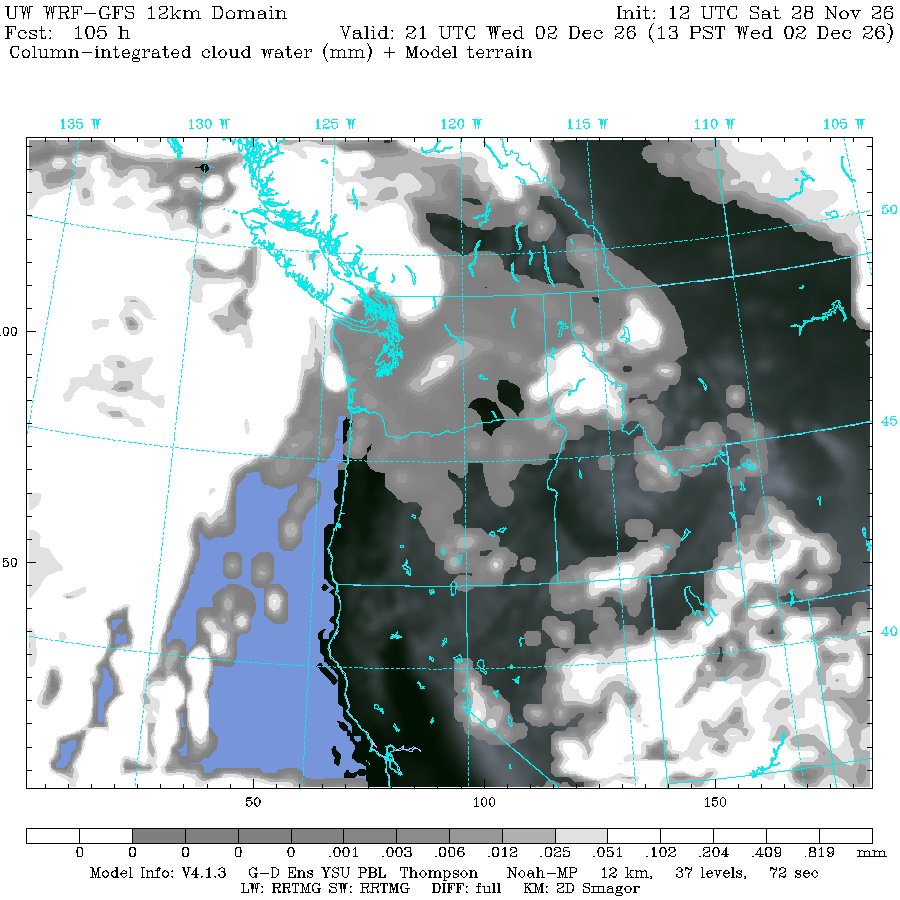 UW WRF-GFS 12km Domain Init: 12 UTC Sat 28 Nov 26
Fcst: 105 h Valid: 21 UTC Wed 02 Dec 26 (13 PST Wed 02 Dec 26)
Column-integrated cloud water (mm) + Model terrain
135 W 130 W 125 W 120 W 115 W 110 W 105 W
50
00
45
50
40
50 100 150
0 0 0 0 0 .001 .003 .006 .012 .025 .051 .102 .204 .409 .819 mm
Model Info: V4.1.3 G-D Ens YSU PBL Thompson Noah-MP 12 km, 37 levels, 72 sec
LW: RRTMG SW: RRTMG DIFF: full KM: 2D Smagor